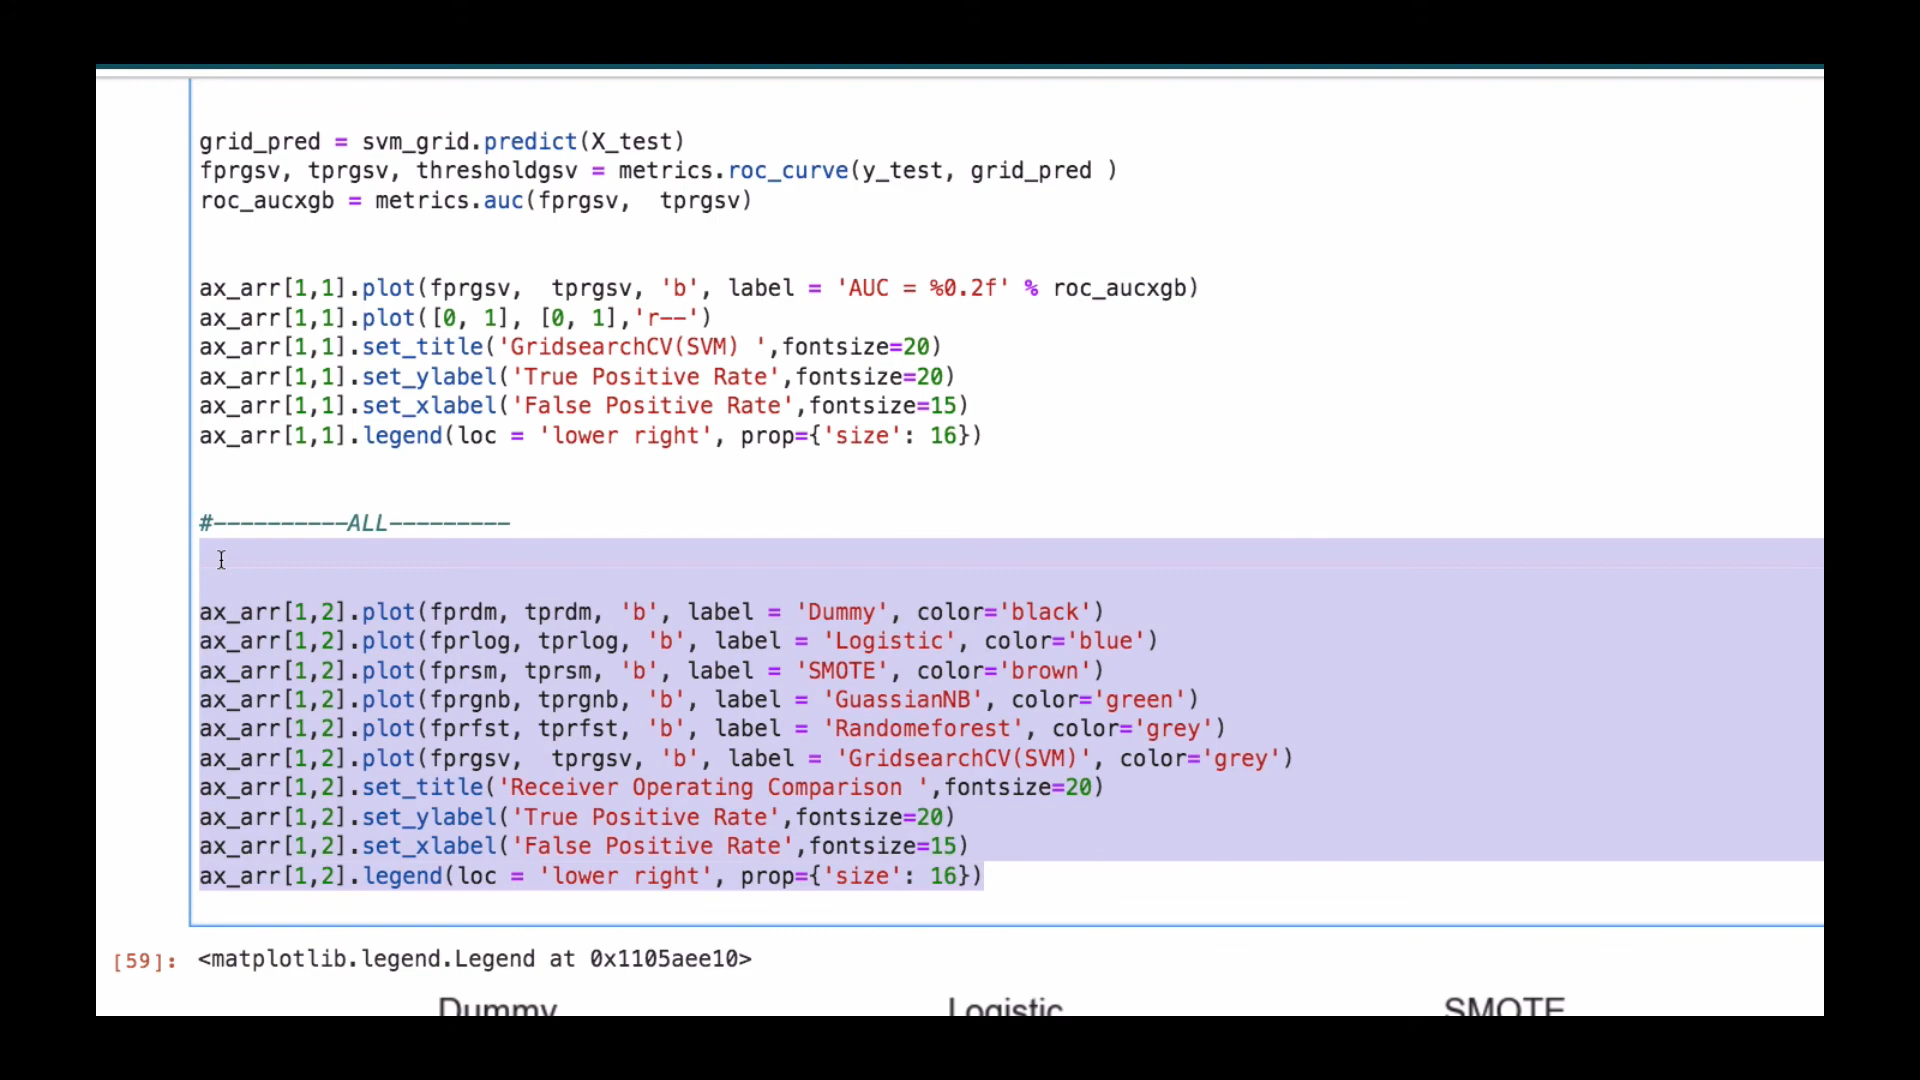 grid_pred = svm_grid.predict(X_test)
fprgsv, tprgsv, thresholdgsv = metrics.roc_curve(y_test, grid_pred )
roc_aucxgb = metrics.auc(fprgsv,  tprgsv)
ax_arr[1,1].plot(fprgsv,  tprgsv, 'b', label = 'AUC = %0.2f' % roc_aucxgb)
ax_arr[1,1].plot([0, 1], [0, 1],'r--')
ax_arr[1,1].set_title('GridsearchCV(SVM) ',fontsize=20)
ax_arr[1,1].set_ylabel('True Positive Rate',fontsize=20)
ax_arr[1,1].set_xlabel('False Positive Rate',fontsize=15)
ax_arr[1,1].legend(loc = 'lower right', prop={'size': 16})
#----------ALL---------
ax_arr[1,2].plot(fprdm, tprdm, 'b', label = 'Dummy', color='black')
ax_arr[1,2].plot(fprlog, tprlog, 'b', label = 'Logistic', color='blue')
ax_arr[1,2].plot(fprsm, tprsm, 'b', label = 'SMOTE', color='brown')
ax_arr[1,2].plot(fprgnb, tprgnb, 'b', label = 'GuassianNB', color='green')
ax_arr[1,2].plot(fprfst, tprfst, 'b', label = 'Randomeforest', color='grey')
ax_arr[1,2].plot(fprgsv,  tprgsv, 'b', label = 'GridsearchCV(SVM)', color='grey')
ax_arr[1,2].set_title('Receiver Operating Comparison ',fontsize=20)
ax_arr[1,2].set_ylabel('True Positive Rate',fontsize=20)
ax_arr[1,2].set_xlabel('False Positive Rate',fontsize=15)
ax_arr[1,2].legend(loc = 'lower right', prop={'size': 16})
[59]: <matplotlib.legend.Legend at 0x1105aee10>
Dummy Logistic SMOTE